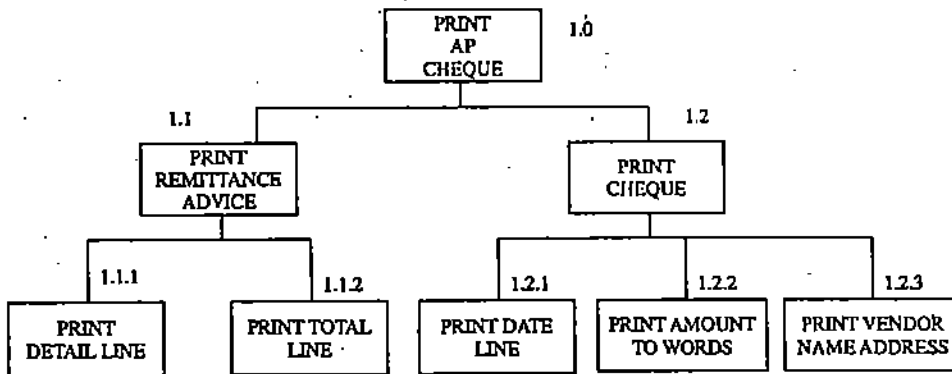 PRINT
AP
CHEQUE
1.0
1.1
1.2
PRINT
REMITTANCE
ADVICE
PRINT
CHEQUE
1.1.1
1.1.2
1.2.1
1.2.2
1.2.3
PRINT
DETAIL LINE
PRINT TOTAL
LINE
PRINT DATE
LINE
PRINT AMOUNT
TO WORDS
PRINT VENDOR
NAME ADDRESS